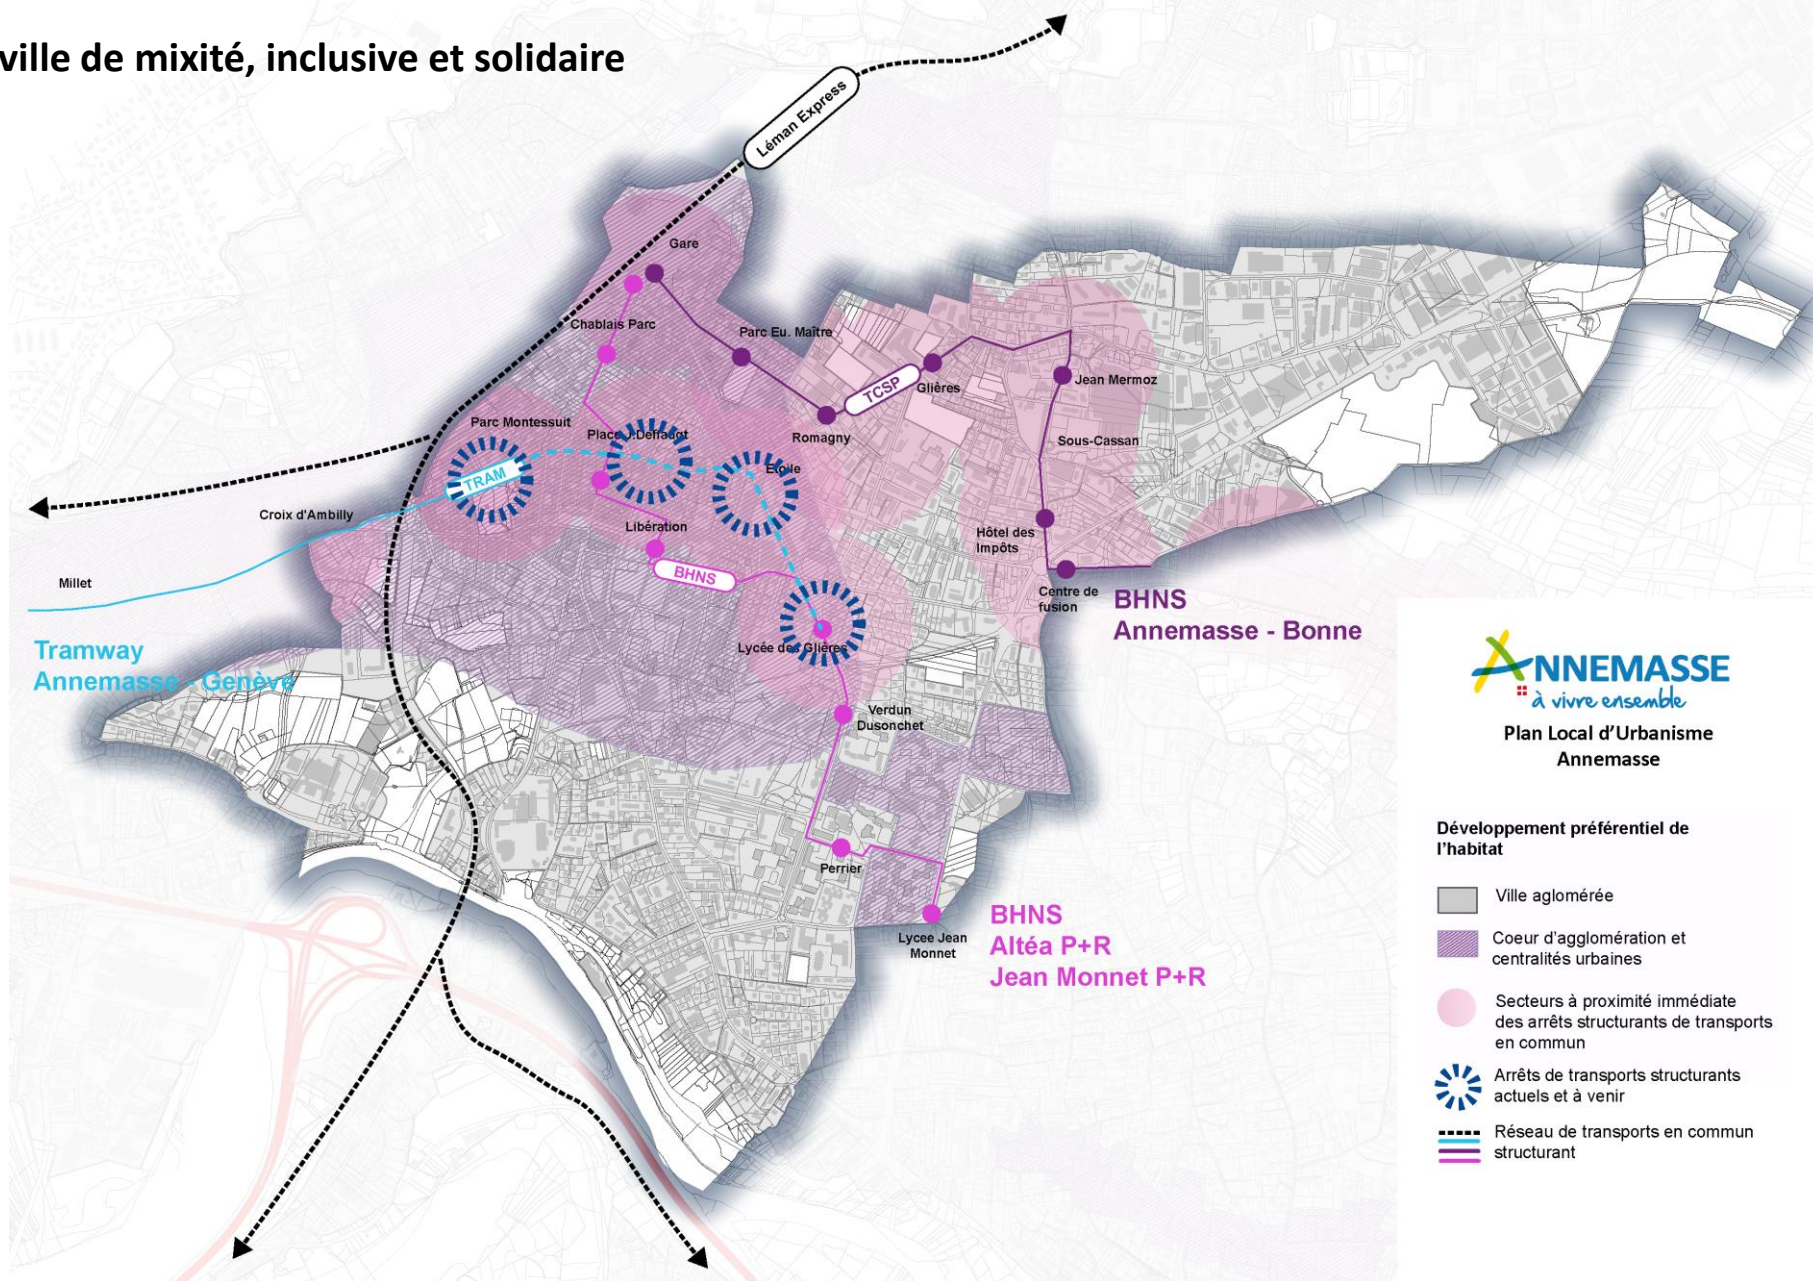 ville de mixité, inclusive et solidaire
Léman Express
Gare
Chablais Parc
Parc Eu. Maître
TCSP
Glières
Jean Mermoz
Parc Montessuit
Place J.Deffaugt
Romagny
Sous-Cassan
TRAM
Etoile
Croix d'Ambilly
Libération
Hôtel des
Impôts
BHNS
Millet
Centre de
fusion
BHNS
Annemasse - Bonne
Tramway
Annemasse - Genève
Lycée des Glières
Verdun
Dusonchet
Perrier
Lycee Jean
Monnet
BHNS
Altéa P+R
Jean Monnet P+R
ANNEMASSE
à vivre ensemble
Plan Local d'Urbanisme
Annemasse
Développement préférentiel de
l'habitat
Ville aglomérée
Coeur d'agglomération et
centralités urbaines
Secteurs à proximité immédiate
des arrêts structurants de transports
en commun
Arrêts de transports structurants
actuels et à venir
Réseau de transports en commun
structurant